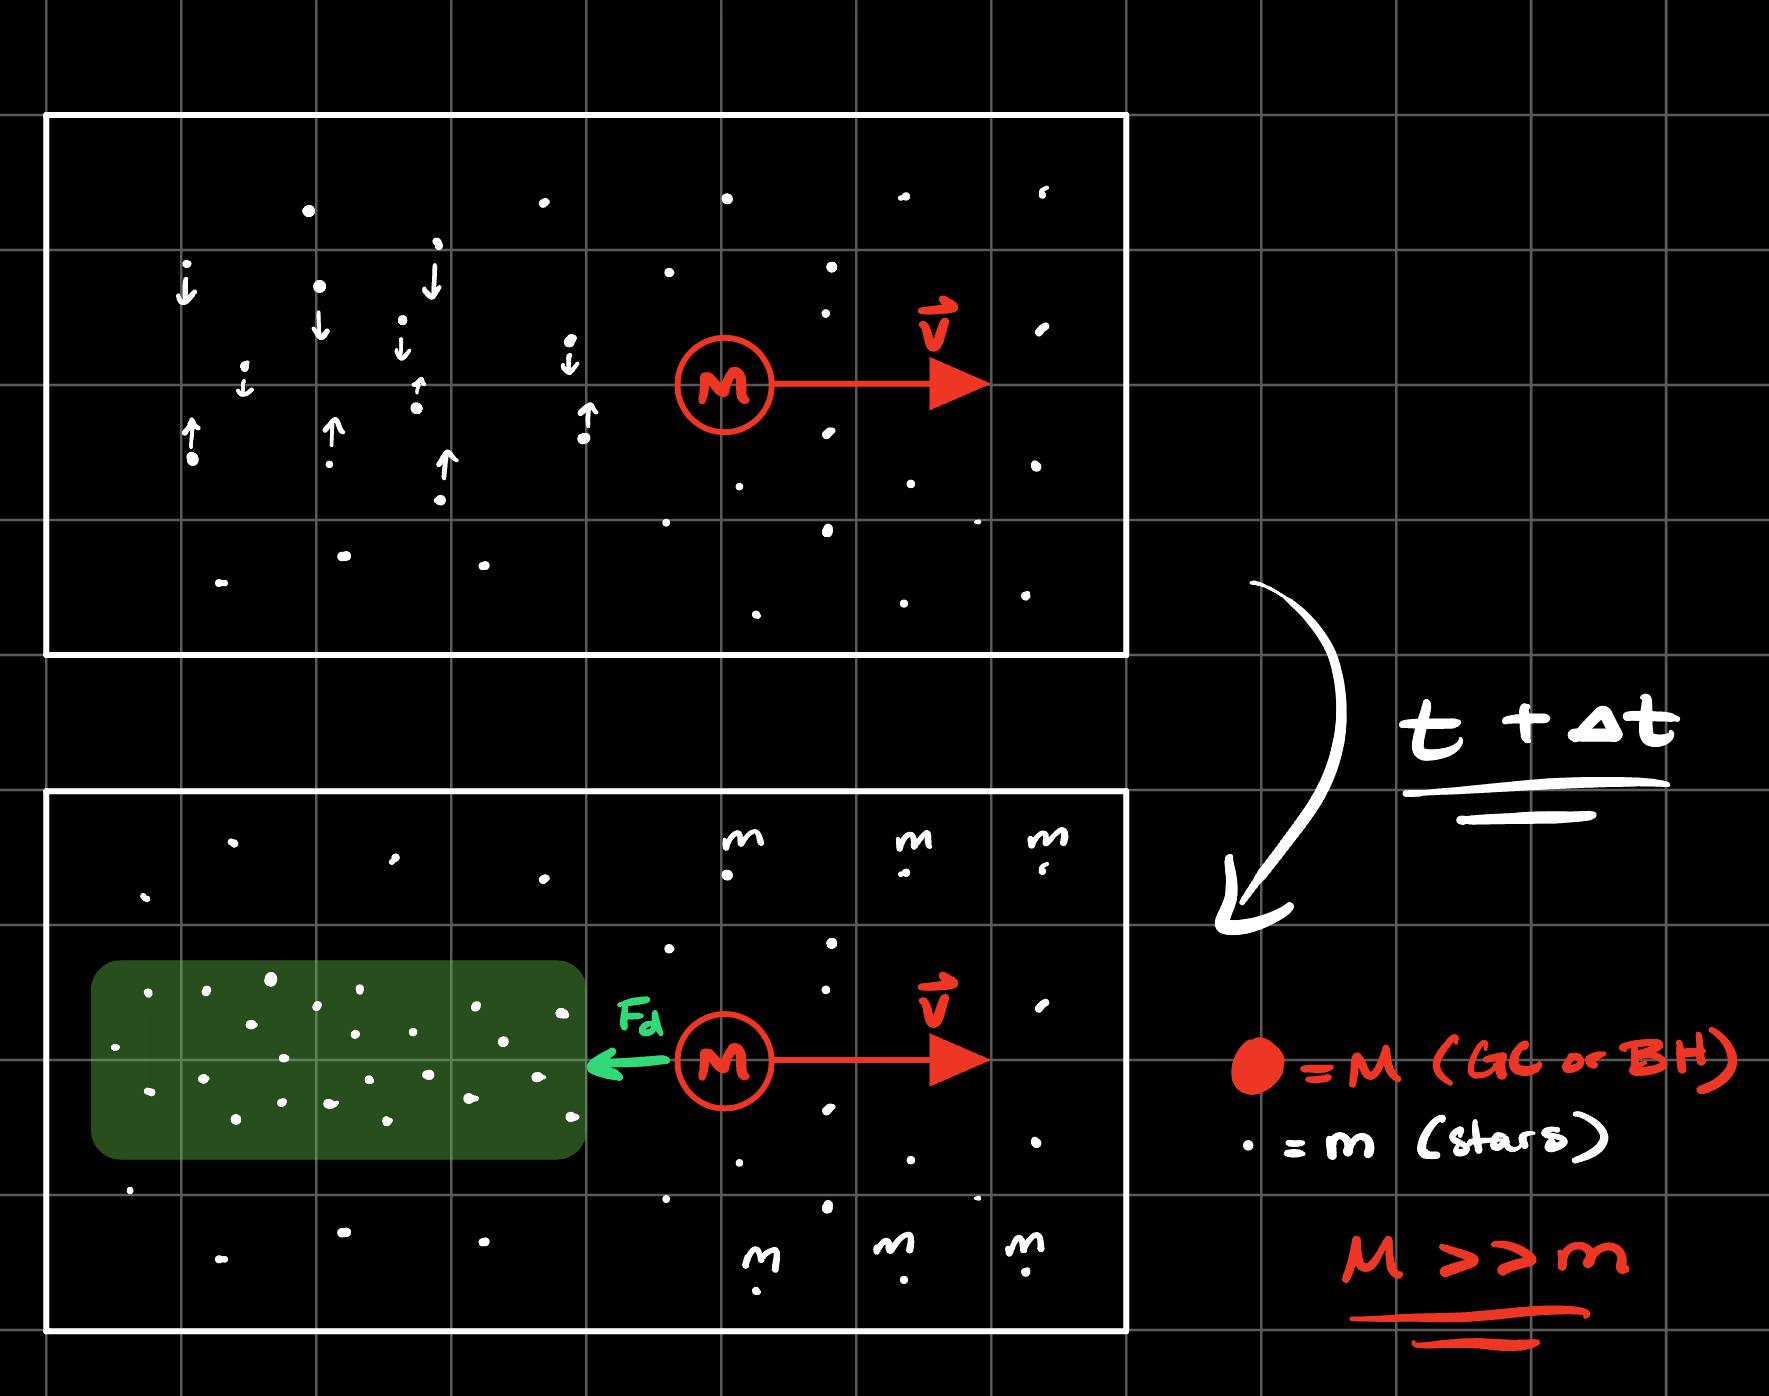 v
M
t + Δt
m m m
Fd
v
M
= M (GC or BH)
= m (stars)
m m m
M >> m